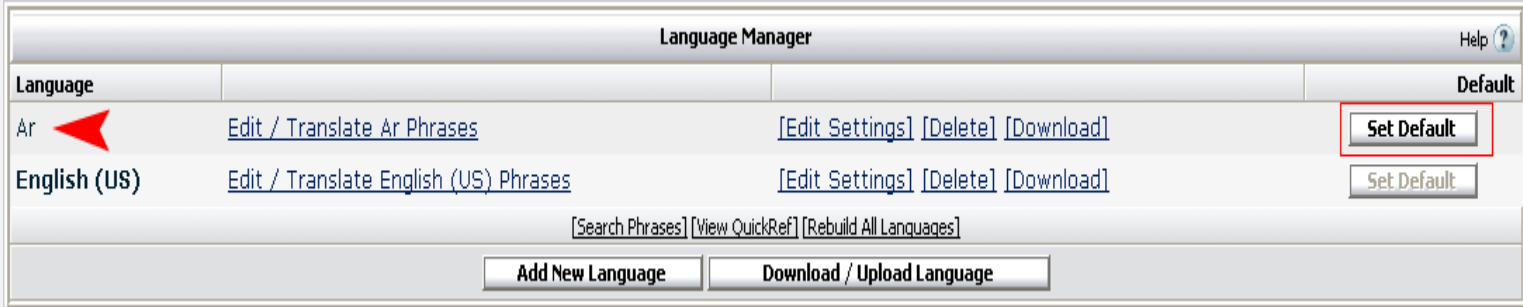 Language Manager Help ?
Language Default
Ar Edit / Translate Ar Phrases [Edit Settings] [Delete] [Download] Set Default
English (US) Edit / Translate English (US) Phrases [Edit Settings] [Delete] [Download] Set Default
[Search Phrases] [View QuickRef] [Rebuild All Languages]
Add New Language Download / Upload Language